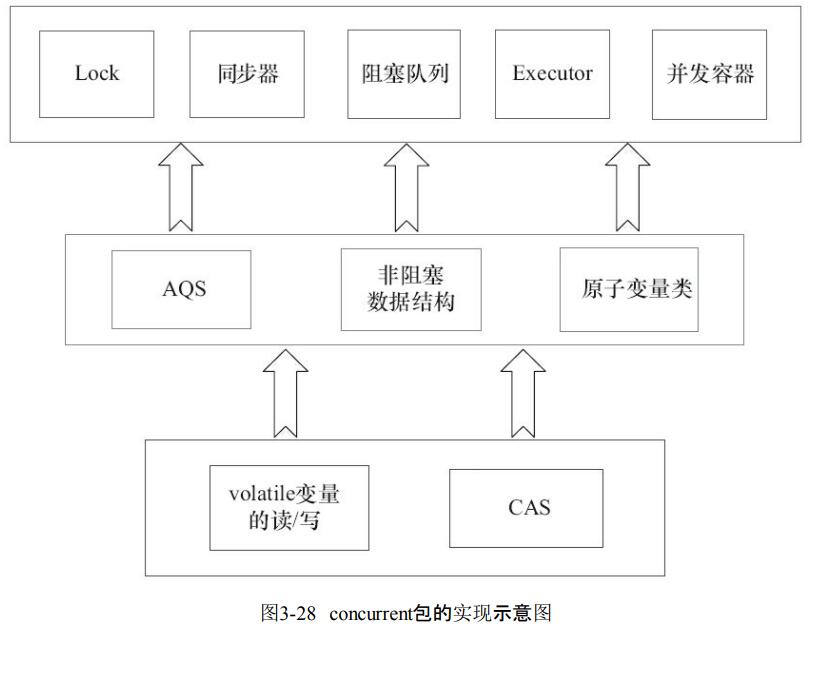 Lock
同步器
阻塞队列
Executor
并发容器
AQS
非阻塞
数据结构
原子变量类
volatile变量
的读/写
CAS
图3-28 concurrent包的实现示意图